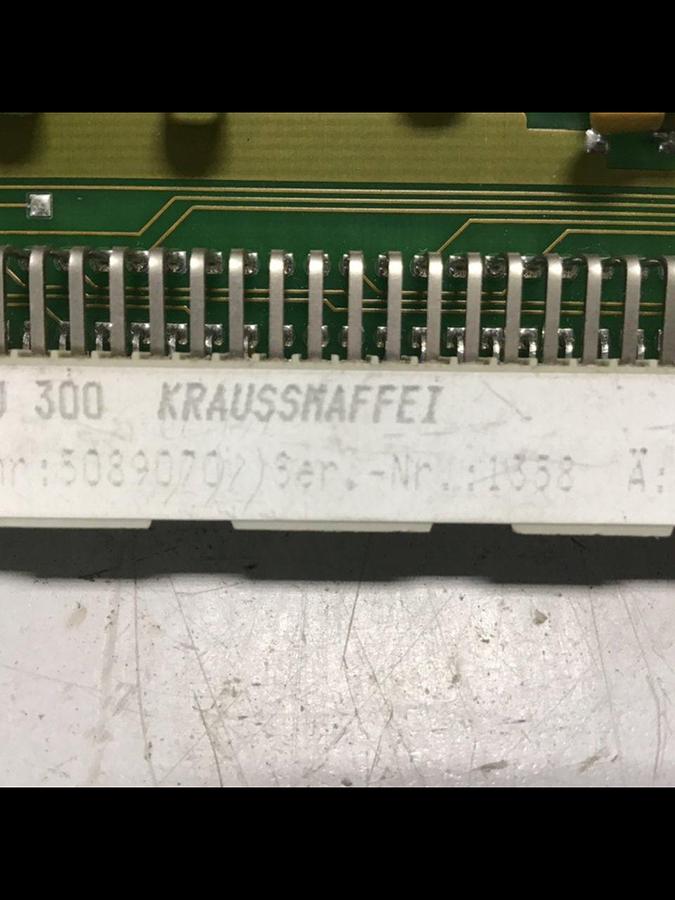 300 KRAUSSMAFFEI
nr:5089070 Ser.-Nr.:1358 Ä: